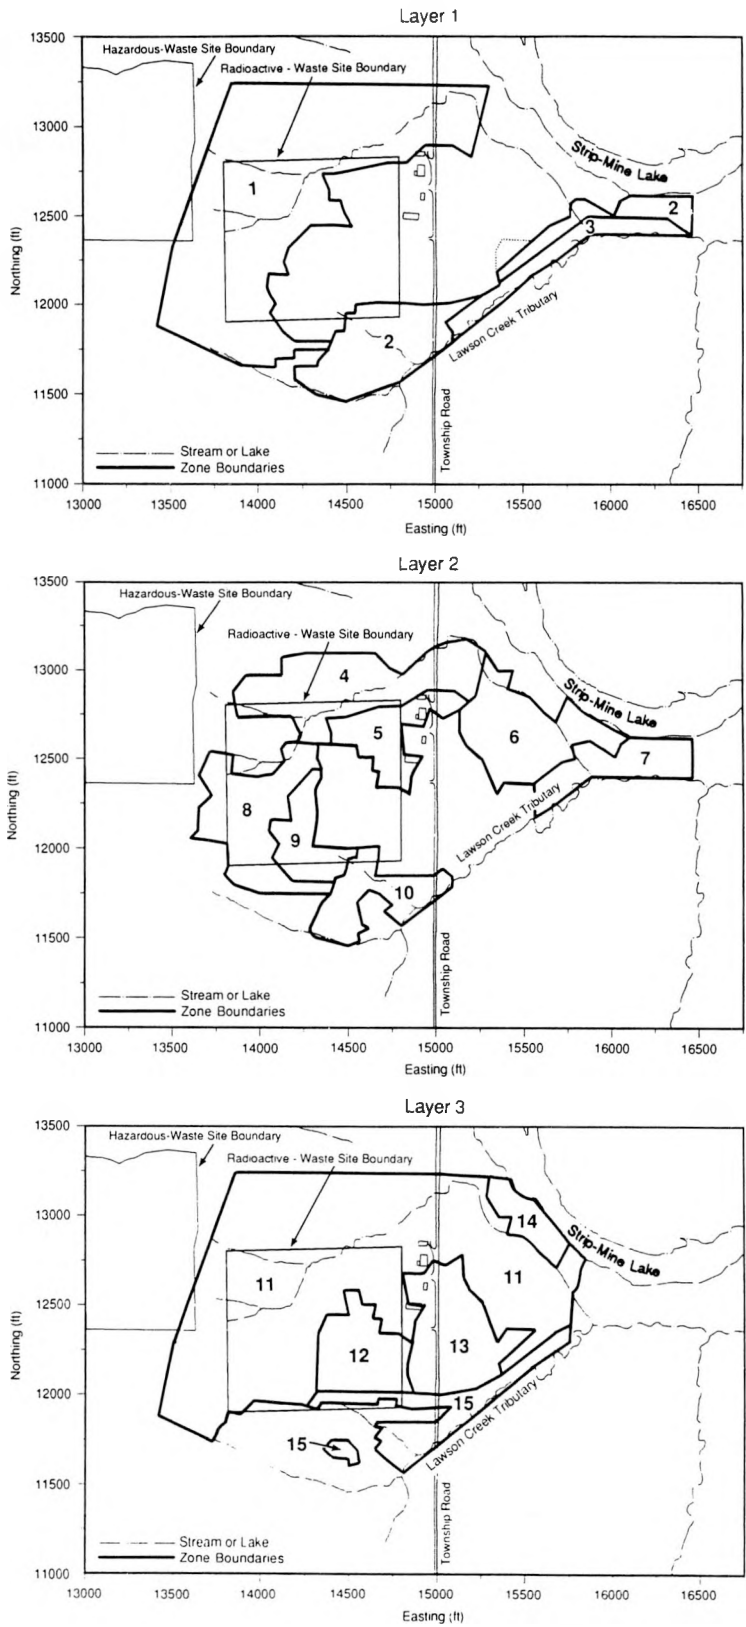 Layer 1
13500
Hazardous-Waste Site Boundary
Radioactive - Waste Site Boundary
13000
Strip-Mine Lake
1
12500
2
3
Northing (ft)
12000
2
Lawson Creek Tributary
11500
Township Road
Stream or Lake
Zone Boundaries
11000
13000 13500 14000 14500 15000 15500 16000 16500
Easting (ft)
Layer 2
13500
Hazardous-Waste Site Boundary
Radioactive - Waste Site Boundary
13000
4
Strip-Mine Lake
5
6
7
12500
8
Northing (ft)
9
Lawson Creek Tributary
12000
10
11500
Township Road
Stream or Lake
Zone Boundaries
11000
13000 13500 14000 14500 15000 15500 16000 16500
Easting (ft)
Layer 3
13500
Hazardous-Waste Site Boundary
Radioactive - Waste Site Boundary
13000
14
Strip-Mine Lake
11
11
12500
12
13
Northing (ft)
12000
15
Lawson Creek Tributary
15
11500
Township Road
Stream or Lake
Zone Boundaries
11000
13000 13500 14000 14500 15000 15500 16000 16500
Easting (ft)